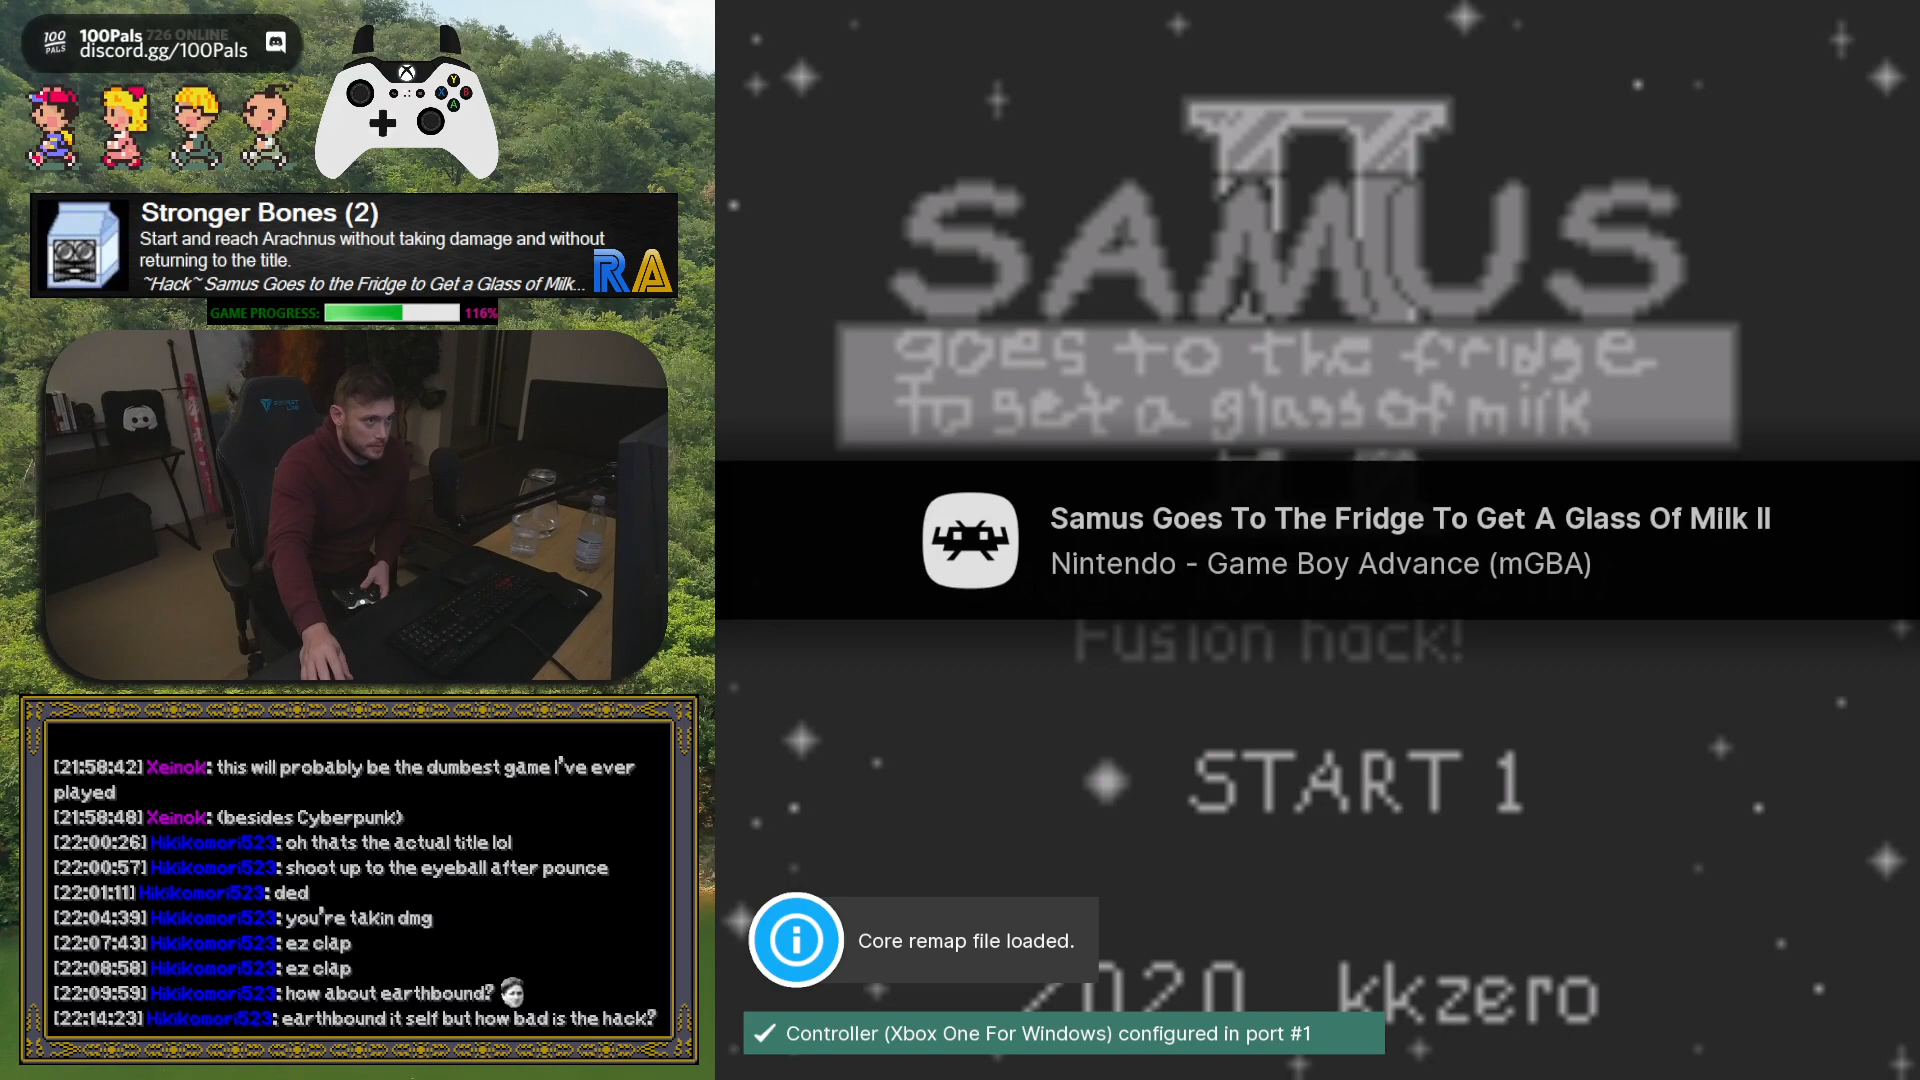 100Pals 726 ONLINE
discord.gg/100Pals
100
PALS
Y
X B
A
Stronger Bones (2)
Start and reach Arachnus without taking damage and without
returning to the title.
~Hack~ Samus Goes to the Fridge to Get a Glass of Milk...
RA
GAME PROGRESS: 116%
[21:58:42] Xeinok: this will probably be the dumbest game I've ever
played
[21:58:48] Xeinok: (besides Cyberpunk)
[22:00:26] Hikikomori523: oh thats the actual title lol
[22:00:57] Hikikomori523: shoot up to the eyeball after pounce
[22:01:11] Hikikomori523: ded
[22:04:39] Hikikomori523: you're takin dmg
[22:07:43] Hikikomori523: ez clap
[22:08:58] Hikikomori523: ez clap
[22:09:59] Hikikomori523: how about earthbound?
[22:14:23] Hikikomori523: earthbound it self but how bad is the hack?
II
SAMUS
goes to the fridge
To get a glass of milk
Samus Goes To The Fridge To Get A Glass Of Milk II
Nintendo - Game Boy Advance (mGBA)
Fusion hack!
START 1
Core remap file loaded.
2020 kkzero
Controller (Xbox One For Windows) configured in port #1